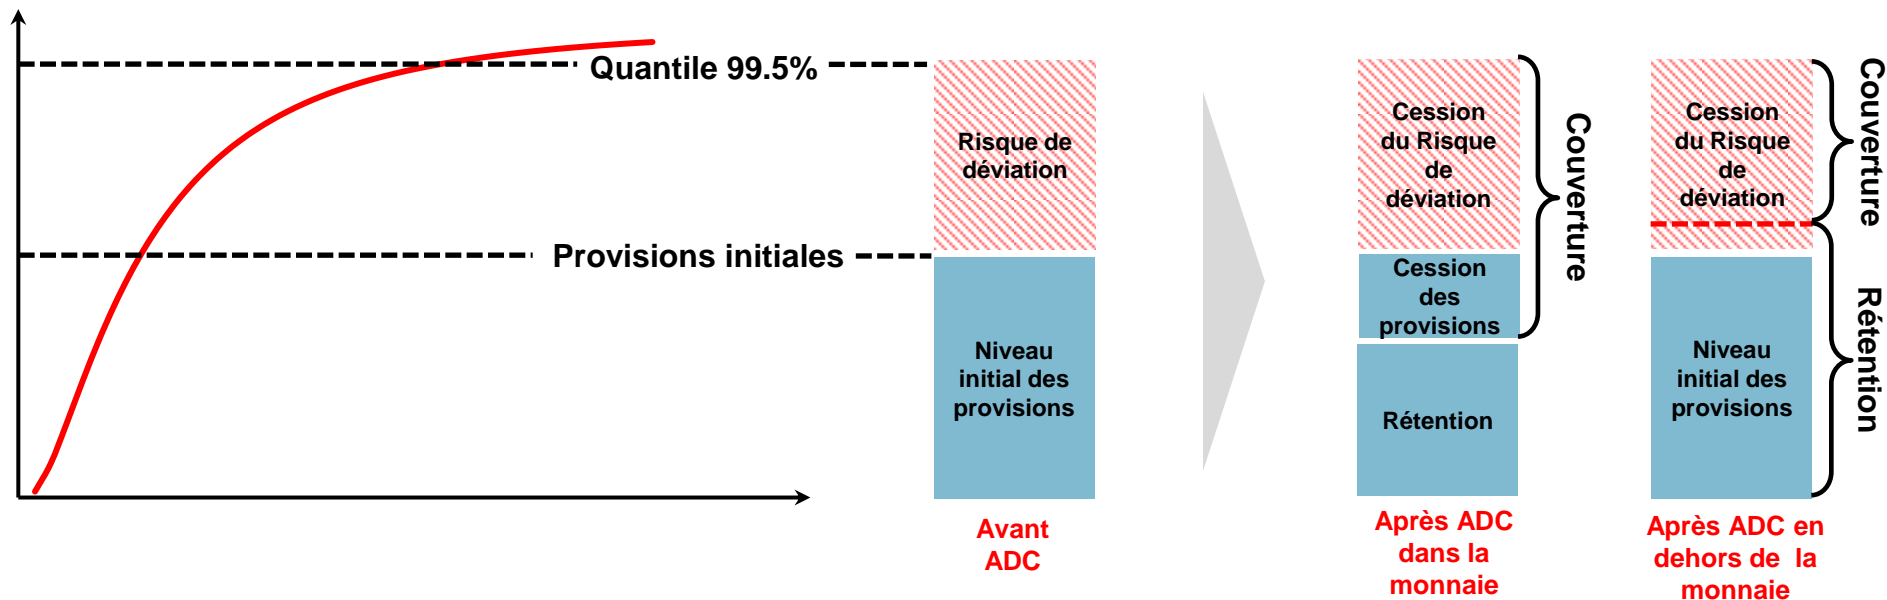 Quantile 99.5%
Provisions initiales
Risque de
déviation
Niveau
initial des
provisions
Avant
ADC
Cession
du Risque
de
déviation
Cession
des
provisions
Rétention
Couverture
Après ADC
dans la
monnaie
Cession
du Risque
de
déviation
Niveau
initial des
provisions
Couverture
Rétention
Après ADC en
dehors de  la
monnaie